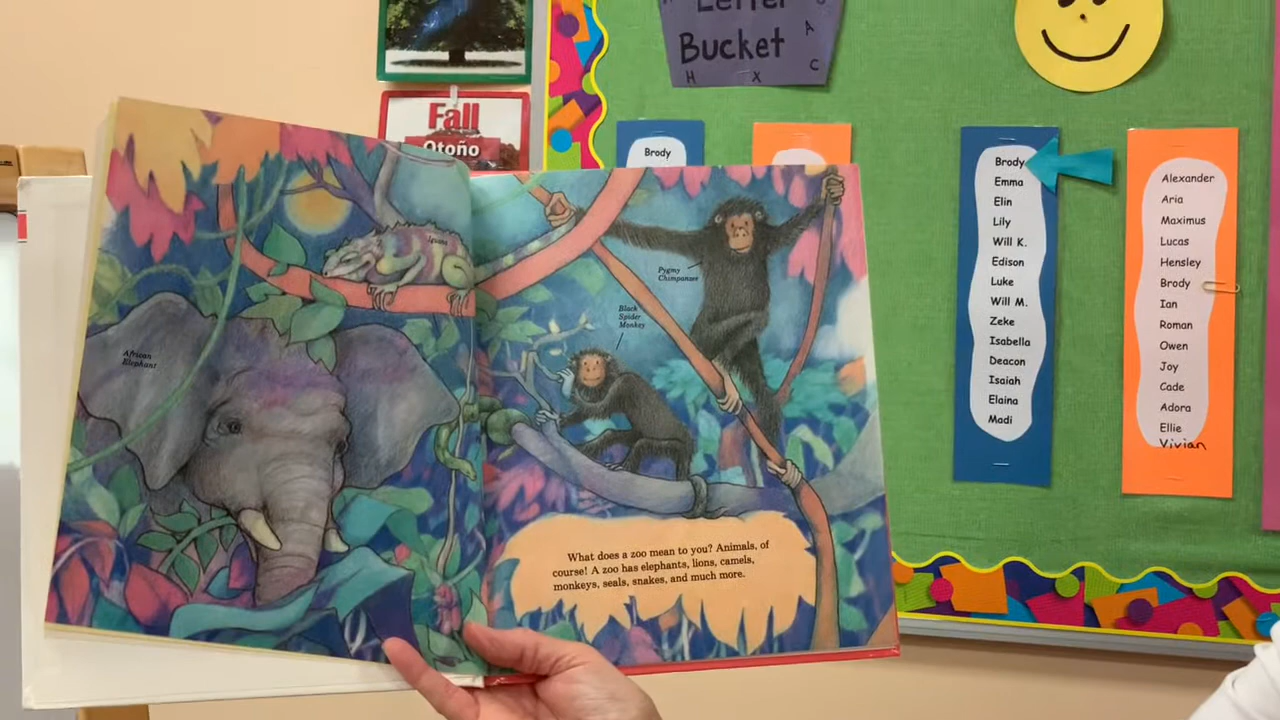 Letter
Bucket
A
H X C
Fall
Otoño
Brody
Brody
Emma
Elin
Lily
Will K.
Edison
Luke
Will M.
Zeke
Isabella
Deacon
Isaiah
Elaina
Madi
Alexander
Aria
Maximus
Lucas
Hensley
Brody
Ian
Roman
Owen
Joy
Cade
Adora
Ellie
Vivian
Iguana
African
Elephant
Pygmy
Chimpanzee
Black
Spider
Monkey
What does a zoo mean to you? Animals, of
course! A zoo has elephants, lions, camels,
monkeys, seals, snakes, and much more.